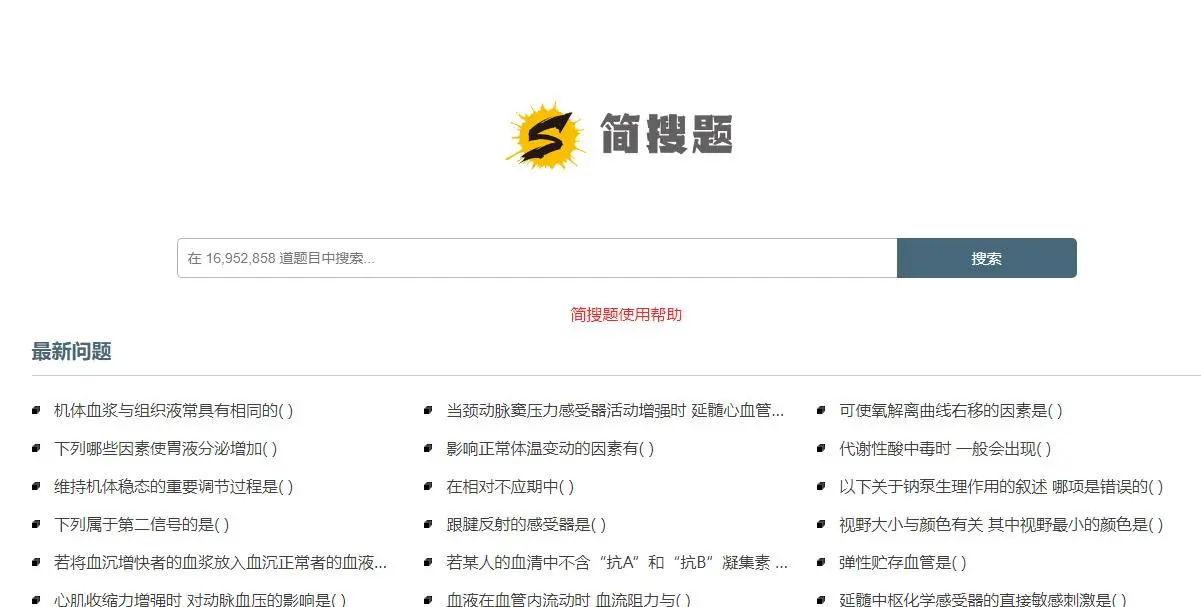 简搜题
在 16,952,858 道题目中搜索...
搜索
简搜题使用帮助
最新问题
机体血浆与组织液常具有相同的( )
当颈动脉窦压力感受器活动增强时 延髓心血管...
可使氧解离曲线右移的因素是( )
下列哪些因素使胃液分泌增加( )
影响正常体温变动的因素有( )
代谢性酸中毒时 一般会出现( )
维持机体稳态的重要调节过程是( )
在相对不应期中( )
以下关于钠泵生理作用的叙述 哪项是错误的( )
下列属于第二信号的是( )
跟腱反射的感受器是( )
视野大小与颜色有关 其中视野最小的颜色是( )
若将血沉增快者的血浆放入血沉正常者的血液...
若某人的血清中不含“抗A”和“抗B”凝集素 ...
弹性贮存血管是( )
心肌收缩力增强时 对动脉血压的影响是( )
血液在血管内流动时 血流阻力与( )
延髓中枢化学感受器的直接敏感刺激是( )